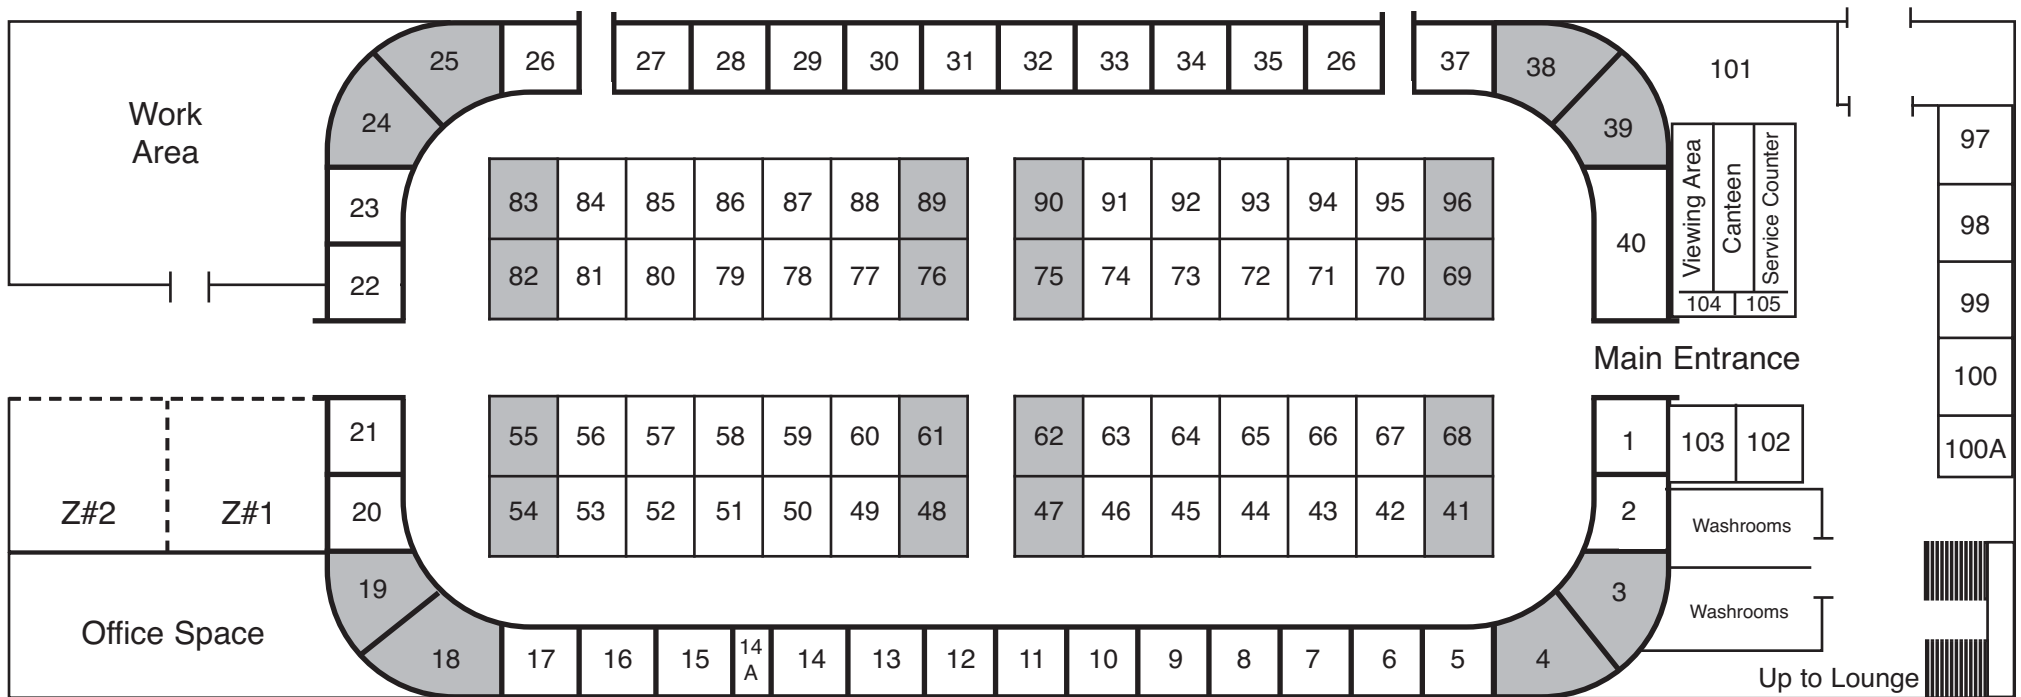 25 26 27 28 29 30 31 32 33 34 35 26 37 38 101
Work
Area
24 39
97
23 83 84 85 86 87 88 89 90 91 92 93 94 95 96
40
Viewing Area
Canteen
Service Counter
98
22 82 81 80 79 78 77 76 75 74 73 72 71 70 69
104 105 99
Main Entrance
100
21 55 56 57 58 59 60 61 62 63 64 65 66 67 68 1 103 102 100A
Z#2 Z#1 20 54 53 52 51 50 49 48 47 46 45 44 43 42 41 2
Washrooms
19 3
Washrooms
Office Space
18 17 16 15 14 A 14 13 12 11 10 9 8 7 6 5 4
Up to Lounge